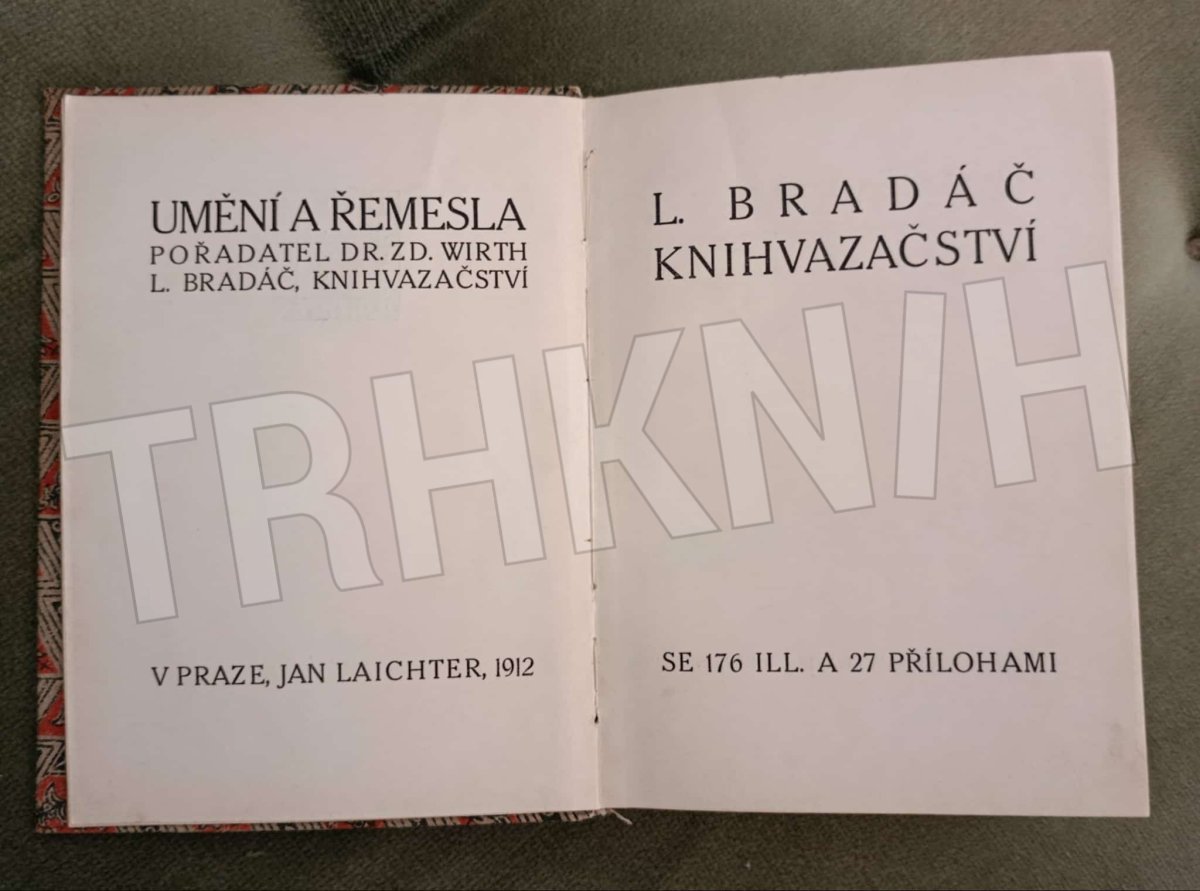 UMĚNÍ A ŘEMESLA
POŘADATEL DR. ZD. WIRTH
L. BRADÁČ, KNIHVAZAČSTVÍ
V PRAZE, JAN LAICHTER, 1912
L. BRADÁČ
KNIHVAZAČSTVÍ
SE 176 ILL. A 27 PŘÍLOHAMI
TRHKNIH